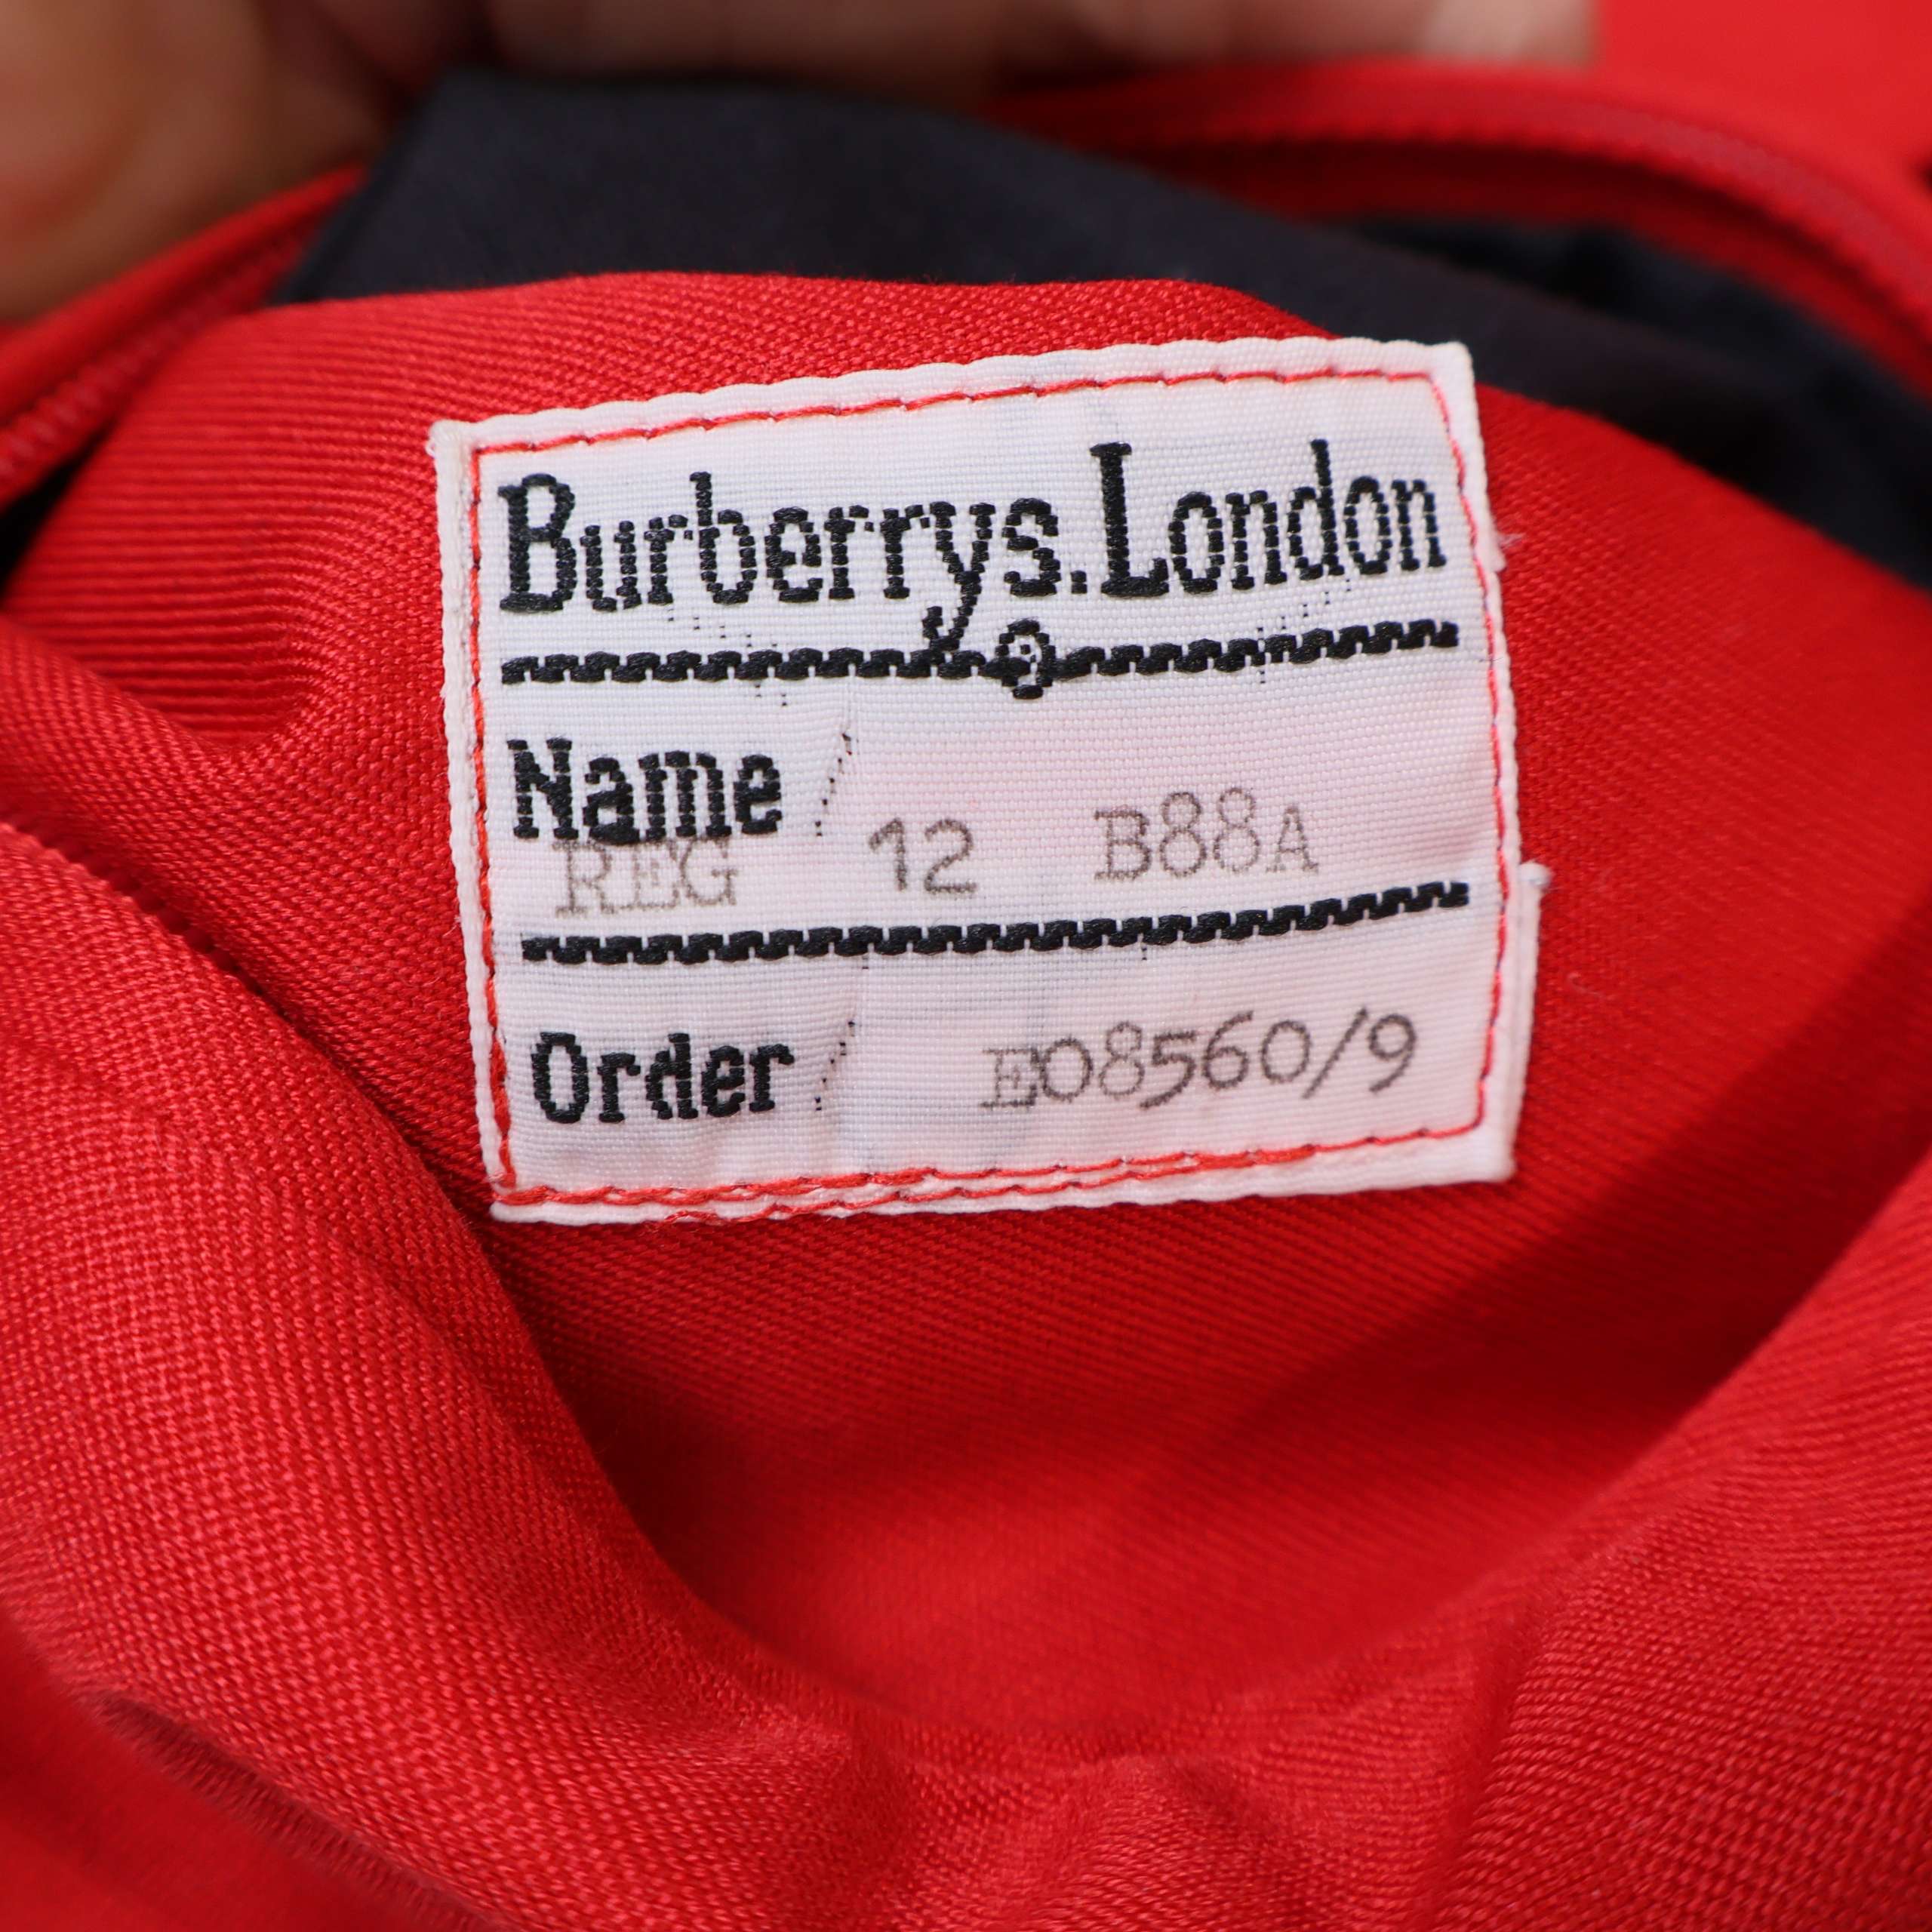 Burberrys.London
Name
REG 12 B88A
Order E08560/9